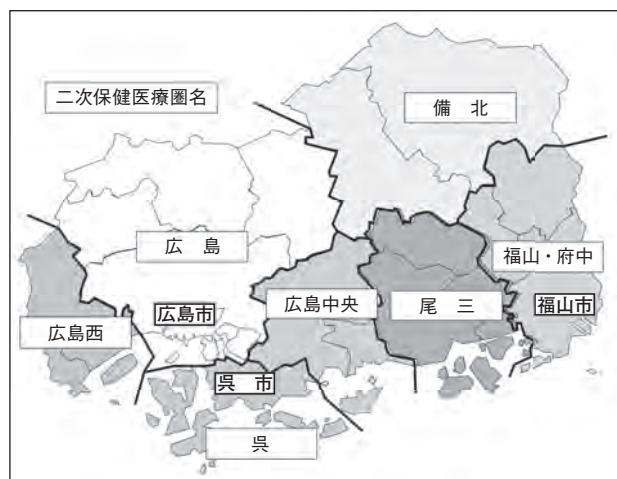 二次保健医療圏名
備 北
広 島
福山・府中
広島市
広島中央
尾 三
福山市
広島西
呉 市
呉